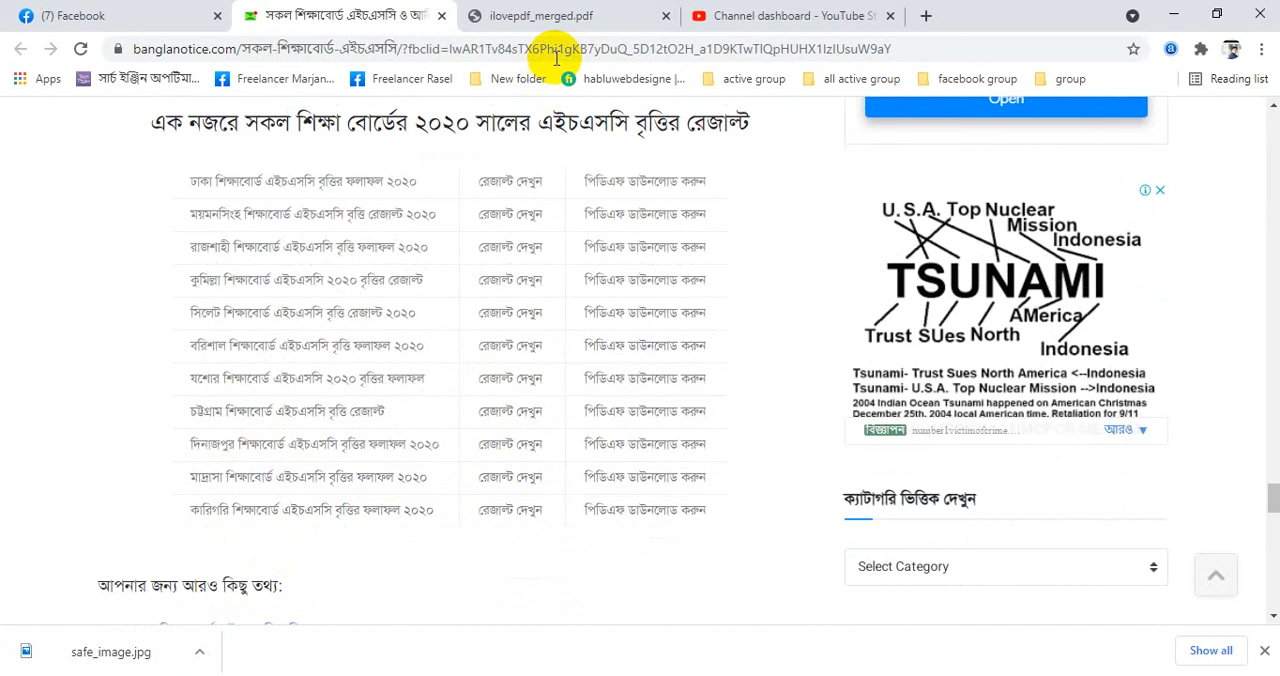 (7) Facebook
সকল শিক্ষাবোর্ড এইচএসসি ও আ
ilovepdf_merged.pdf
Channel dashboard - YouTube S
banglanotice.com/সকল-শিক্ষাবোর্ড-এইচএসসি/?fbclid=IwAR1Tv84sTX6Phj1gKB7yDuQ_5D12tO2H_a1D9KTwTIQpHUHX1IzIUsuW9aY
Apps
সার্চ ইঞ্জিন অপটিমা...
Freelancer Marjan...
Freelancer Rasel
New folder
habluwebdesigne |...
active group
all active group
facebook group
group
Reading list
এক নজরে সকল শিক্ষা বোর্ডের ২০২০ সালের এইচএসসি বৃত্তির রেজাল্ট
ঢাকা শিক্ষাবোর্ড এইচএসসি বৃত্তির ফলাফল ২০২০ রেজাল্ট দেখুন পিডিএফ ডাউনলোড করুন
ময়মনসিংহ শিক্ষাবোর্ড এইচএসসি বৃত্তি রেজাল্ট ২০২০ রেজাল্ট দেখুন পিডিএফ ডাউনলোড করুন
রাজশাহী শিক্ষাবোর্ড এইচএসসি বৃত্তি ফলাফল ২০২০ রেজাল্ট দেখুন পিডিএফ ডাউনলোড করুন
কুমিল্লা শিক্ষাবোর্ড এইচএসসি ২০২০ বৃত্তির রেজাল্ট রেজাল্ট দেখুন পিডিএফ ডাউনলোড করুন
সিলেট শিক্ষাবোর্ড এইচএসসি বৃত্তি রেজাল্ট ২০২০ রেজাল্ট দেখুন পিডিএফ ডাউনলোড করুন
বরিশাল শিক্ষাবোর্ড এইচএসসি বৃত্তির ফলাফল ২০২০ রেজাল্ট দেখুন পিডিএফ ডাউনলোড করুন
যশোর শিক্ষাবোর্ড এইচএসসি ২০২০ বৃত্তির ফলাফল রেজাল্ট দেখুন পিডিএফ ডাউনলোড করুন
চট্টগ্রাম শিক্ষাবোর্ড এইচএসসি বৃত্তি রেজাল্ট রেজাল্ট দেখুন পিডিএফ ডাউনলোড করুন
দিনাজপুর শিক্ষাবোর্ড এইচএসসি বৃত্তির ফলাফল ২০২০ রেজাল্ট দেখুন পিডিএফ ডাউনলোড করুন
মাদ্রাসা শিক্ষাবোর্ড এইচএসসি বৃত্তির ফলাফল ২০২০ রেজাল্ট দেখুন পিডিএফ ডাউনলোড করুন
কারিগরি শিক্ষাবোর্ড এইচএসসি বৃত্তির ফলাফল ২০২০ রেজাল্ট দেখুন পিডিএফ ডাউনলোড করুন
আপনার জন্য আরও কিছু তথ্য:
Open
U.S.A. Top Nuclear
Mission
Indonesia
TSUNAMI
AMerica
Trust SUes North
Indonesia
Tsunami- Trust Sues North America <--Indonesia
Tsunami- U.S.A. Top Nuclear Mission -->Indonesia
2004 Indian Ocean Tsunami happened on American Christmas
December 25th, 2004 local American time. Retaliation for 9/11
বিজ্ঞাপন number1victimofcrime... আরও
ক্যাটাগরি ভিত্তিক দেখুন
Select Category
safe_image.jpg
Show all